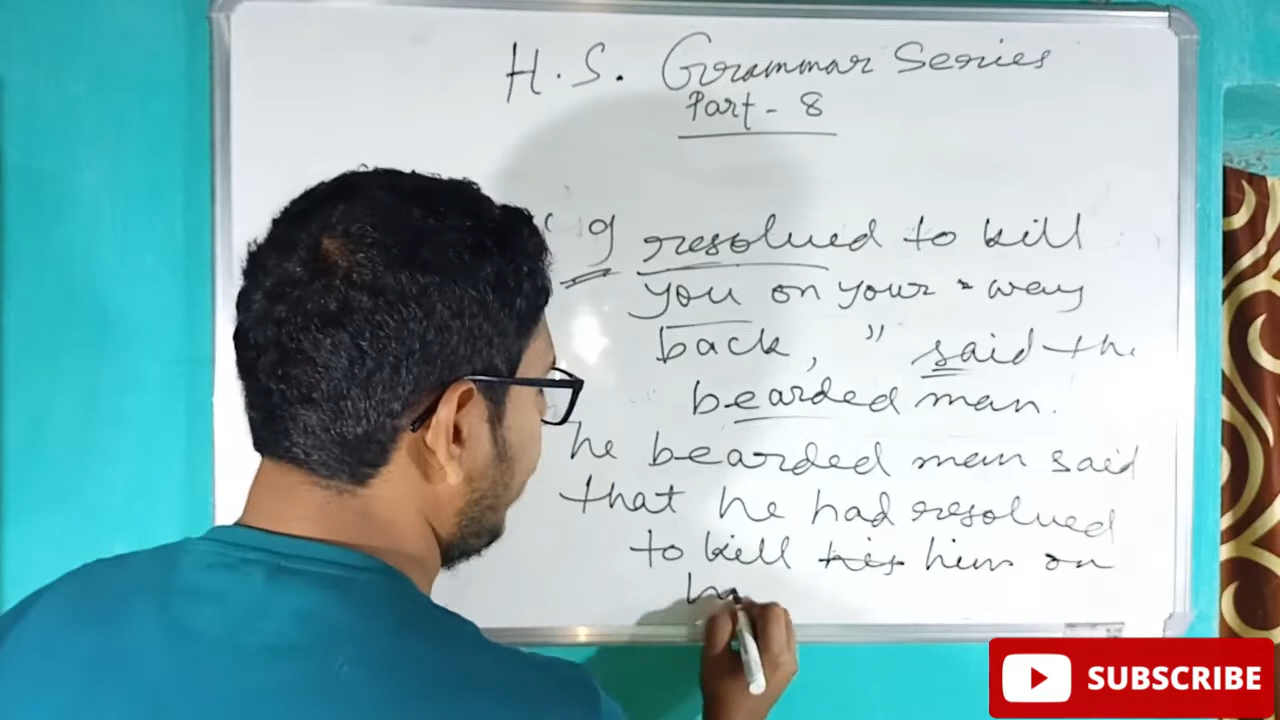 H.S. Grammar Series
Part - 8
" I resolved to kill
you on your - way
back, " said the
bearded man.
he bearded man said
that he had resolved
to kill his him on
SUBSCRIBE